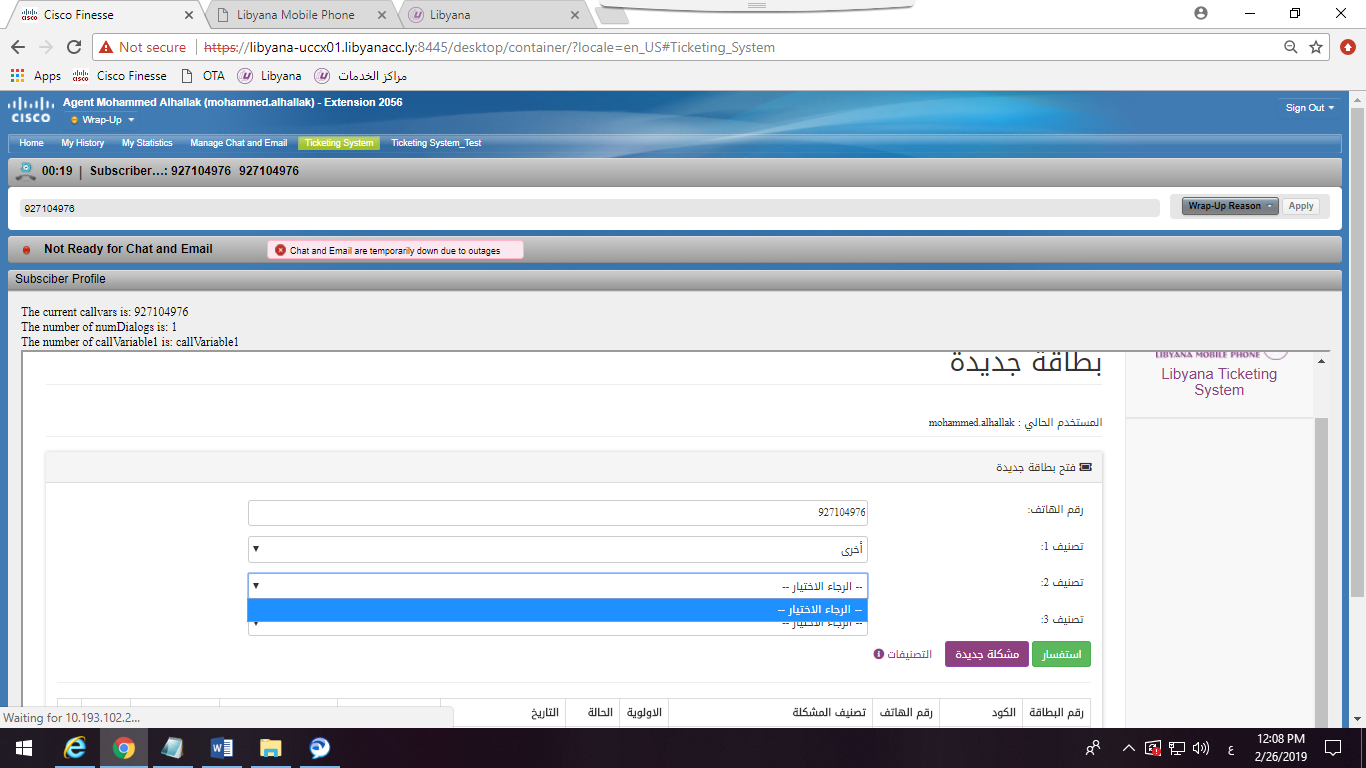 Cisco Finesse
Libyana Mobile Phone
Libyana
Not secure
https://libyana-uccx01.libyanacc.ly:8445/desktop/container/?locale=en_US#Ticketing_System
Apps
Cisco Finesse
OTA
Libyana
مراكز الخدمات
CISCO
Agent Mohammed Alhallak (mohammed.alhallak) - Extension 2056
Wrap-Up
Sign Out
Home
My History
My Statistics
Manage Chat and Email
Ticketing System
Ticketing System_Test
00:19 | Subscriber...: 927104976 927104976
927104976
Wrap-Up Reason
Apply
Not Ready for Chat and Email
Chat and Email are temporarily down due to outages
Subsciber Profile
The current callvars is: 927104976
The number of numDialogs is: 1
The number of callVariable1 is: callVariable1
LIBYANA MOBILE PHONE
Libyana Ticketing
System
بطاقة جديدة
المستخدم الحالي : mohammed.alhallak
فتح بطاقة جديدة
رقم الهاتف:
927104976
تصنيف 1:
أخرى
تصنيف 2:
-- الرجاء الاختيار --
-- الرجاء الاختيار --
تصنيف 3:
-- الرجاء الاختيار --
استفسار
مشكلة جديدة
التصنيفات
رقم البطاقة
الكود
رقم الهاتف
تصنيف المشكلة
الاولوية
الحالة
التاريخ
Waiting for 10.193.102.2...
ع
12:08 PM
2/26/2019